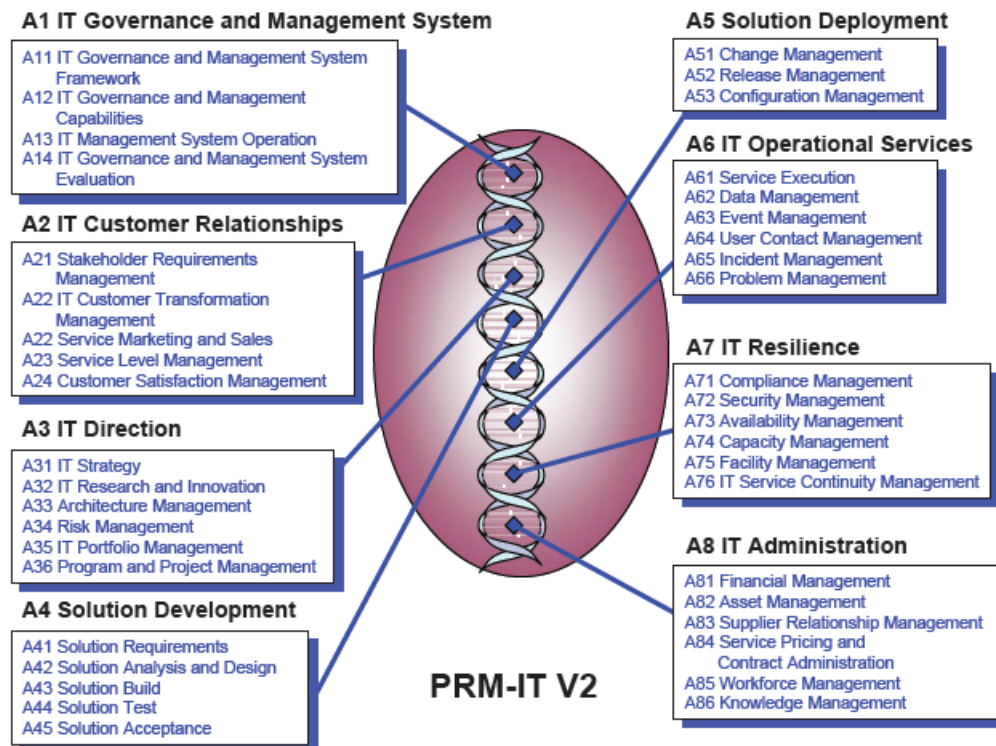 A1 IT Governance and Management System
A11 IT Governance and Management System
Framework
A12 IT Governance and Management
Capabilities
A13 IT Management System Operation
A14 IT Governance and Management System
Evaluation
A2 IT Customer Relationships
A21 Stakeholder Requirements
Management
A22 IT Customer Transformation
Management
A22 Service Marketing and Sales
A23 Service Level Management
A24 Customer Satisfaction Management
A3 IT Direction
A31 IT Strategy
A32 IT Research and Innovation
A33 Architecture Management
A34 Risk Management
A35 IT Portfolio Management
A36 Program and Project Management
A4 Solution Development
A41 Solution Requirements
A42 Solution Analysis and Design
A43 Solution Build
A44 Solution Test
A45 Solution Acceptance
A5 Solution Deployment
A51 Change Management
A52 Release Management
A53 Configuration Management
A6 IT Operational Services
A61 Service Execution
A62 Data Management
A63 Event Management
A64 User Contact Management
A65 Incident Management
A66 Problem Management
A7 IT Resilience
A71 Compliance Management
A72 Security Management
A73 Availability Management
A74 Capacity Management
A75 Facility Management
A76 IT Service Continuity Management
A8 IT Administration
A81 Financial Management
A82 Asset Management
A83 Supplier Relationship Management
A84 Service Pricing and
Contract Administration
A85 Workforce Management
A86 Knowledge Management
PRM-IT V2